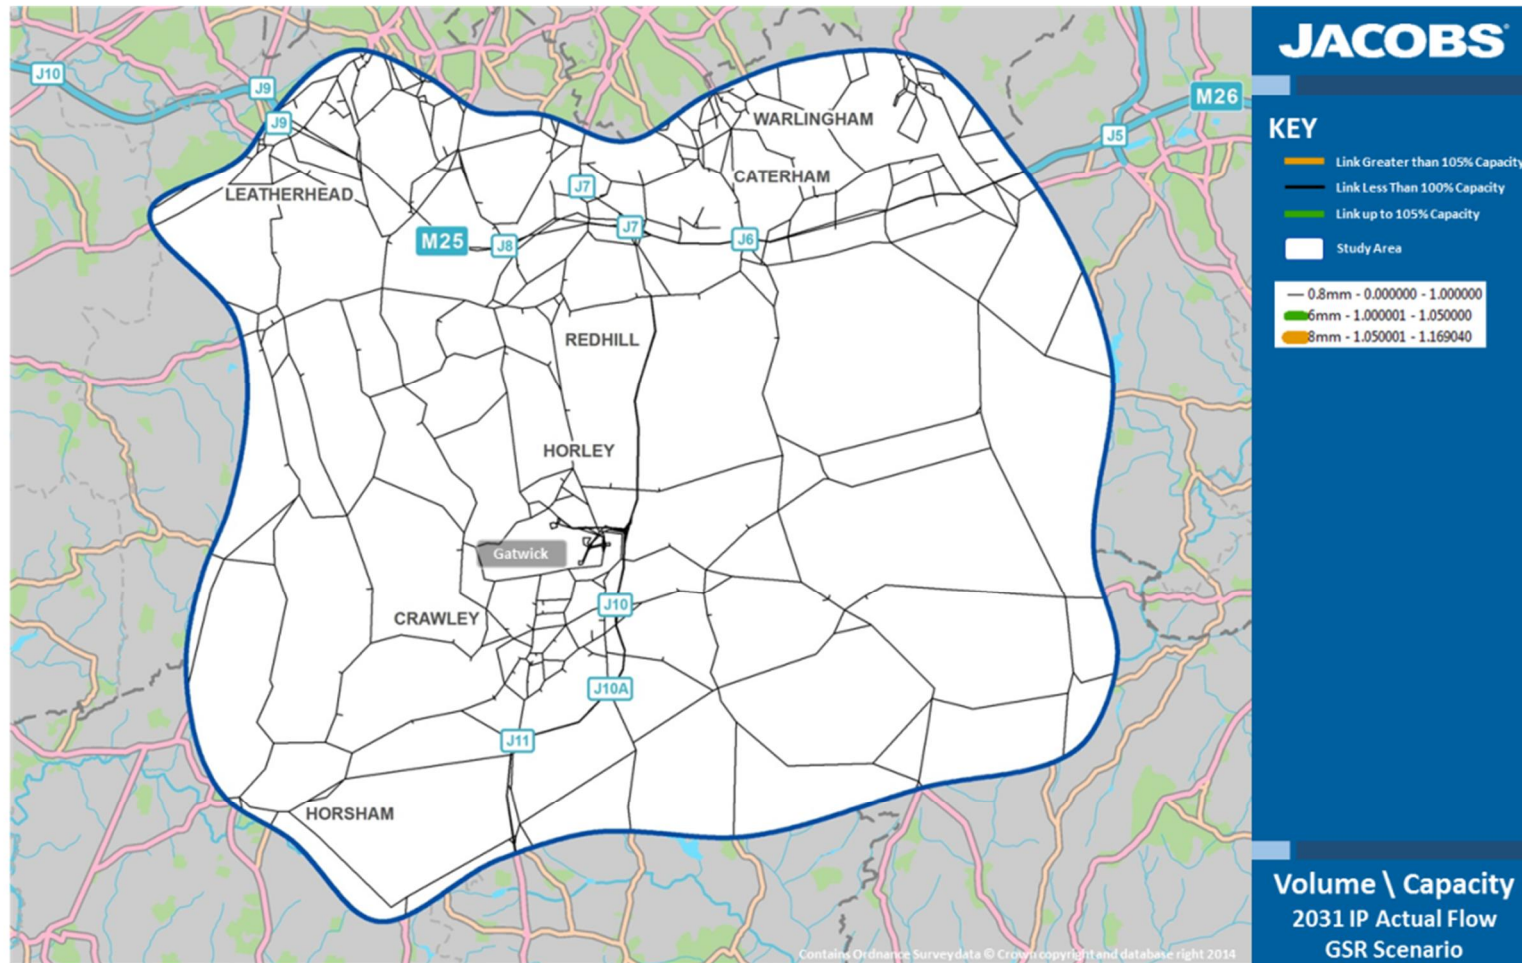 JACOBS
J10
J9
J9
M26
J5
WARLINGHAM
KEY
Link Greater than 105% Capacity
Link Less Than 100% Capacity
Link up to 105% Capacity
Study Area
LEATHERHEAD
CATERHAM
J7
M25
J8
J7
J6
0.8mm - 0.000000 - 1.000000
6mm - 1.000001 - 1.050000
8mm - 1.050001 - 1.169040
REDHILL
HORLEY
Gatwick
CRAWLEY
J10
J10A
J11
HORSHAM
Volume \ Capacity
2031 IP Actual Flow
GSR Scenario
Contains Ordnance Survey data © Crown copyright and database right 2014